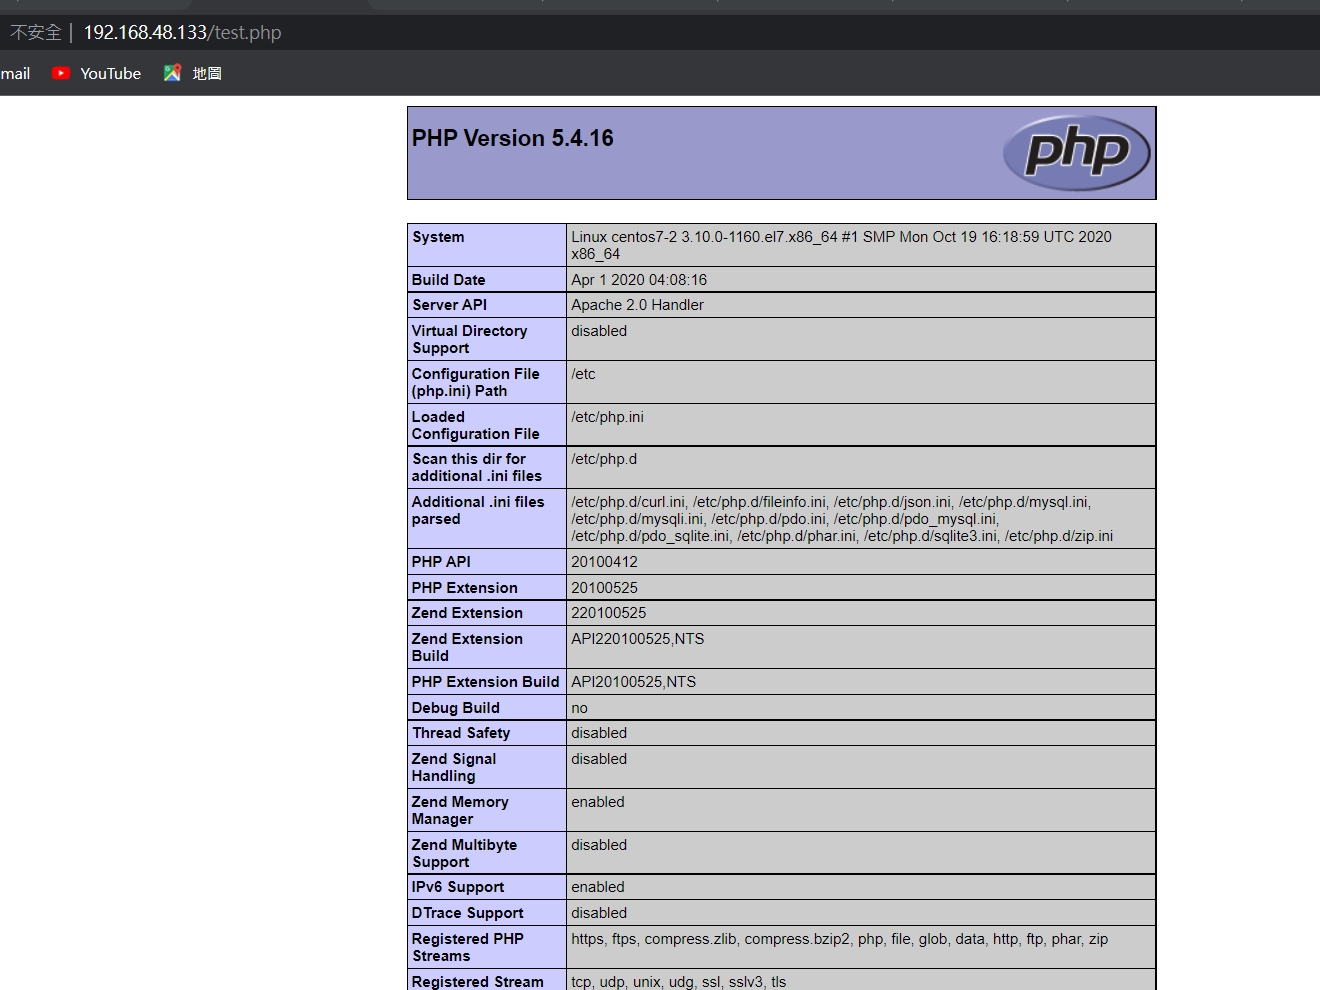 不安全 | 192.168.48.133/test.php
mail YouTube 地圖
PHP Version 5.4.16
php
System
Linux centos7-2 3.10.0-1160.el7.x86_64 #1 SMP Mon Oct 19 16:18:59 UTC 2020
x86_64
Build Date
Apr 1 2020 04:08:16
Server API
Apache 2.0 Handler
Virtual Directory
Support
disabled
Configuration File
(php.ini) Path
/etc
Loaded
Configuration File
/etc/php.ini
Scan this dir for
additional .ini files
/etc/php.d
Additional .ini files
parsed
/etc/php.d/curl.ini, /etc/php.d/fileinfo.ini, /etc/php.d/json.ini, /etc/php.d/mysql.ini,
/etc/php.d/mysqli.ini, /etc/php.d/pdo.ini, /etc/php.d/pdo_mysql.ini,
/etc/php.d/pdo_sqlite.ini, /etc/php.d/phar.ini, /etc/php.d/sqlite3.ini, /etc/php.d/zip.ini
PHP API
20100412
PHP Extension
20100525
Zend Extension
220100525
Zend Extension
Build
API220100525,NTS
PHP Extension Build
API20100525,NTS
Debug Build
no
Thread Safety
disabled
Zend Signal
Handling
disabled
Zend Memory
Manager
enabled
Zend Multibyte
Support
disabled
IPv6 Support
enabled
DTrace Support
disabled
Registered PHP
Streams
https, ftps, compress.zlib, compress.bzip2, php, file, glob, data, http, ftp, phar, zip
Registered Stream
tcp, udp, unix, udg, ssl, sslv3, tls